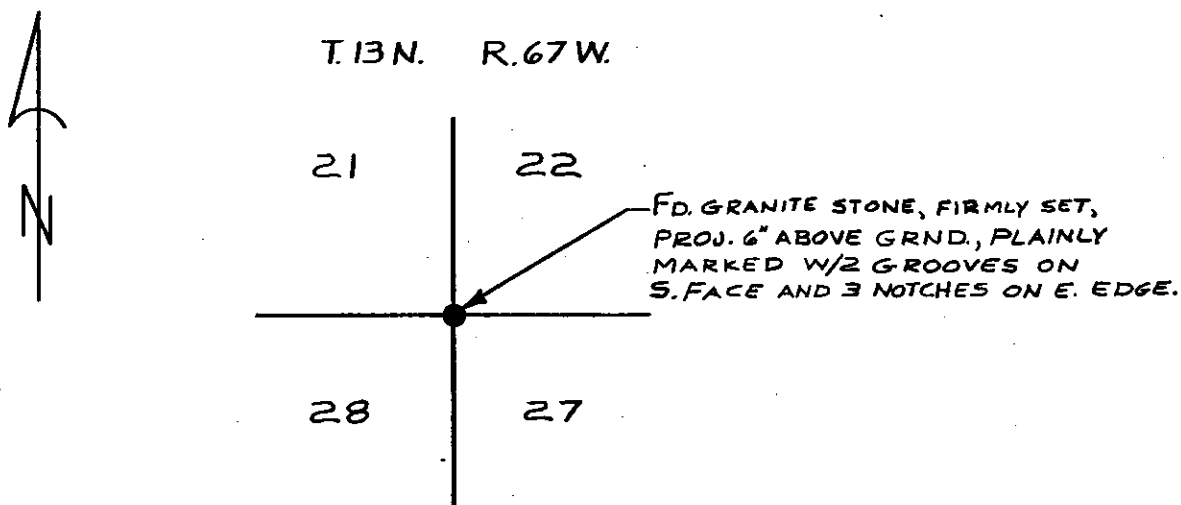 T. 13 N. R. 67 W.
21 22
N
FD. GRANITE STONE, FIRMLY SET,
PROJ. 6" ABOVE GRND., PLAINLY
MARKED W/2 GROOVES ON
S. FACE AND 3 NOTCHES ON E. EDGE.
28 27